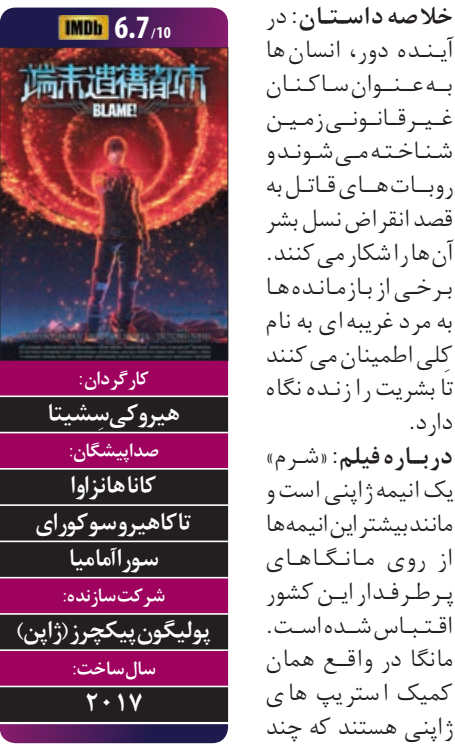 خلاصه داستان: در
آینده دور، انسان‌ها
به‌عنوان ساکنان
غیرقانونی زمین
شناخته می‌شوند و
روبات‌های قاتل به
قصد انقراض نسل بشر
آن‌ها را شکار می‌کنند.
برخی از بازمانده‌ها
به مرد غریبه‌ای به نام
کِلی اطمینان می‌کنند
تا بشریت را زنده نگاه
دارد.
درباره فیلم: «شرم»
یک انیمه ژاپنی است و
مانند بیشتر این انیمه‌ها
از روی مانگاهای
پرطرفدار این کشور
اقتباس شده است.
مانگا در واقع همان
کمیک استریپ های
ژاپنی هستند که چند
IMDb 6.7/10
端末遺構都市
BLAME!
کارگردان:
هیروکی سِشیتا
صداپیشگان:
کانا هانزاوا
تاکاهیرو سوکورای
سورا آمامیا
شرکت سازنده:
پولیگون پیکچرز (ژاپن)
سال ساخت:
۲۰۱۷